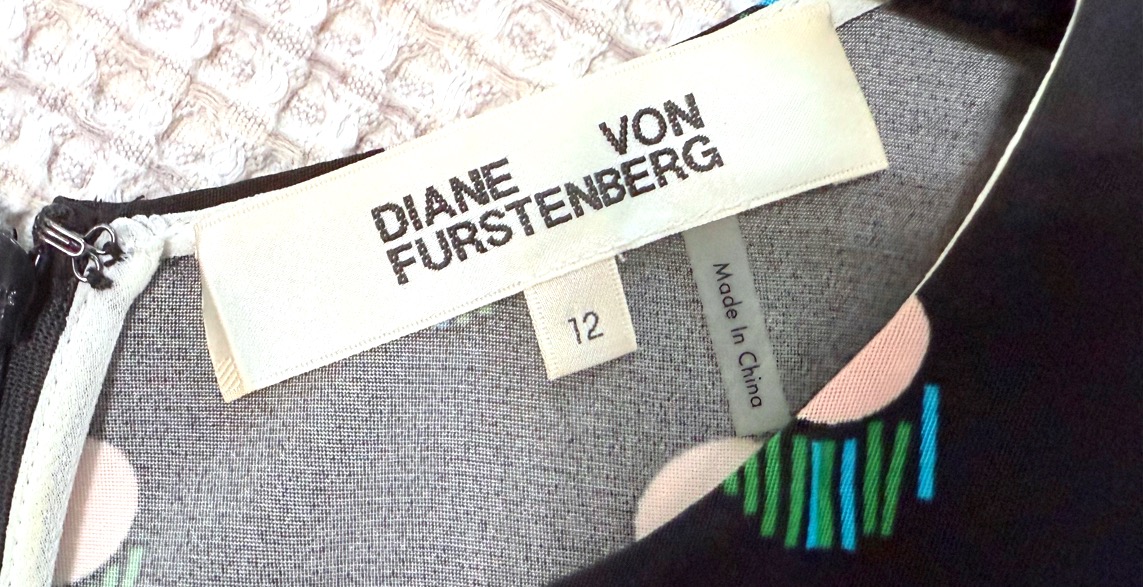 DIANE VON
FURSTENBERG
12
Made In China